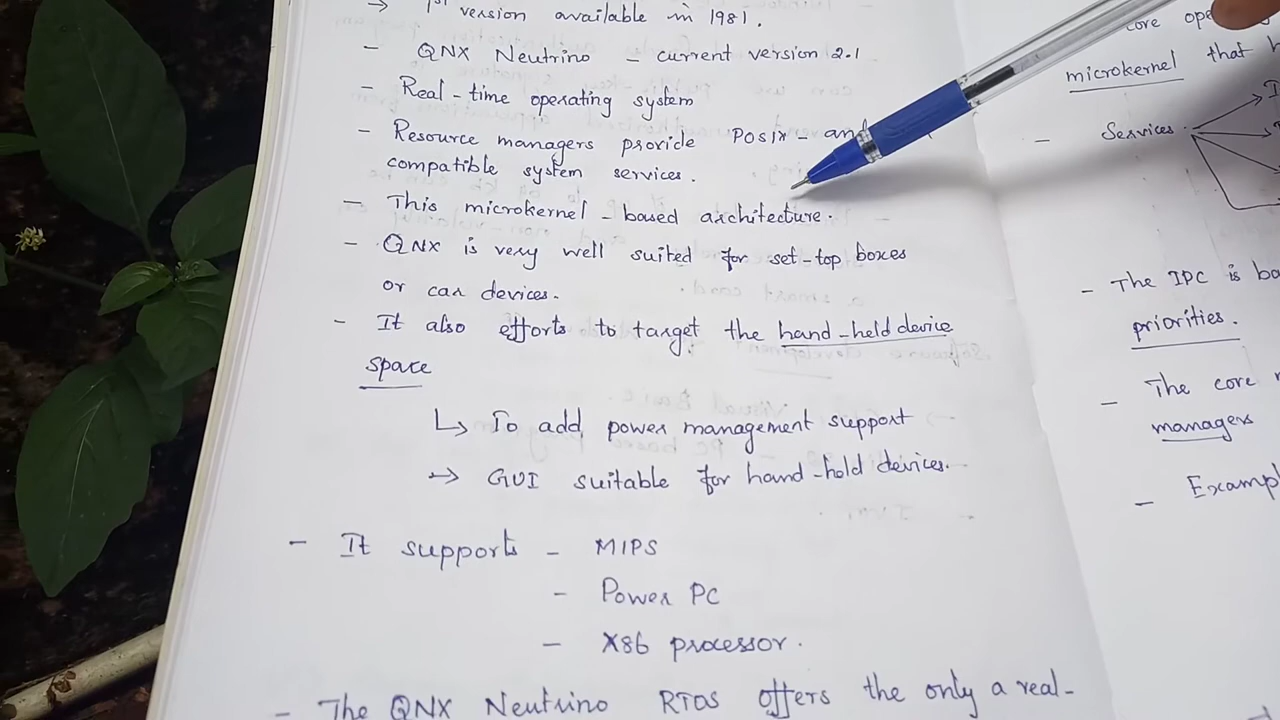 → 1st version available in 1981.
- QNX Neutrino - current version 2.1
- Real-time operating system
- Resource managers provide POSIX - and
compatible system services.
- This microkernel-based architecture.
- QNX is very well suited for set-top boxes
or car devices.
- It also efforts to target the hand-held device
space
↳ To add power management support
→ GUI suitable for hand-hold devices.
- It supports - MIPS
- Power PC
- X86 processor.
- The QNX Neutrino RTOS offers the only a real-
core
microkernel that
- Services
- The IPC is
priorities.
- The core
managers
-